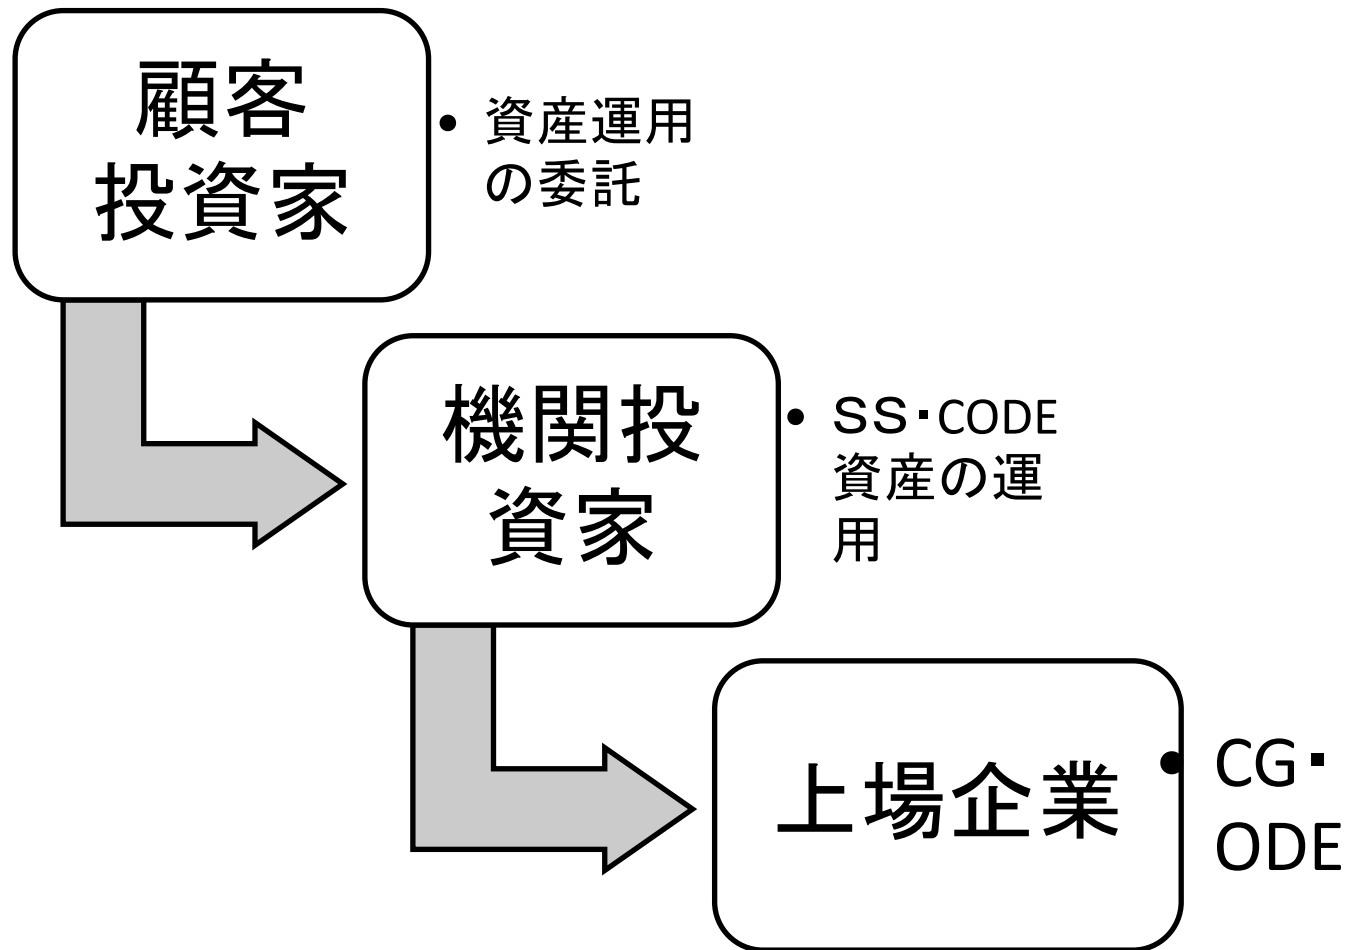 顧客
投資家
• 資産運用
の委託
機関投
資家
• ＳＳ・CODE
資産の運
用
上場企業
• CG・
ODE